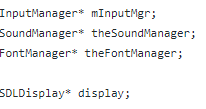 InputManager* mInputMgr;
SoundManager* theSoundManager;
FontManager* theFontManager;
SDLDisplay* display;